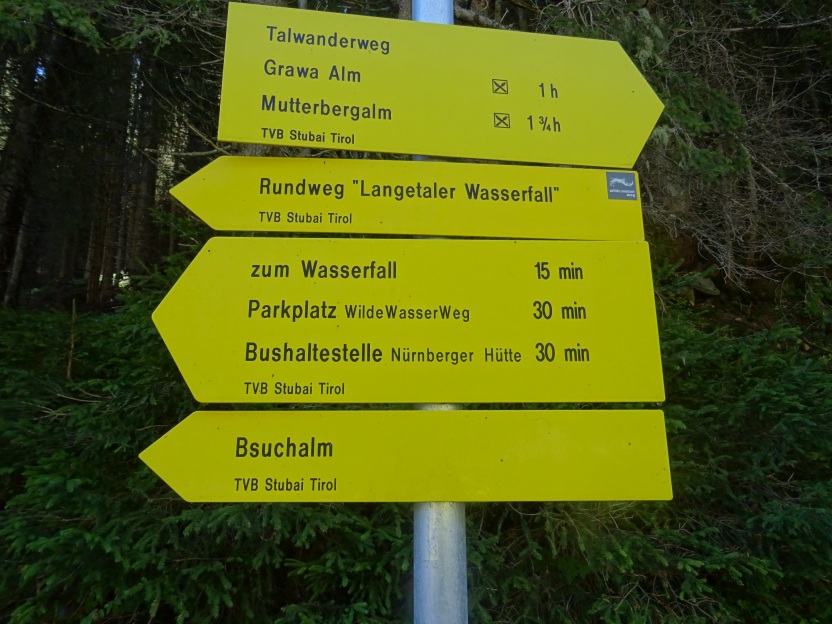 Talwanderweg
Grawa Alm 1 h
Mutterbergalm 1 ¾ h
TVB Stubai Tirol
Rundweg "Langetaler Wasserfall"
TVB Stubai Tirol
zum Wasserfall 15 min
Parkplatz WildeWasserWeg 30 min
Bushaltestelle Nürnberger Hütte 30 min
TVB Stubai Tirol
Bsuchalm
TVB Stubai Tirol